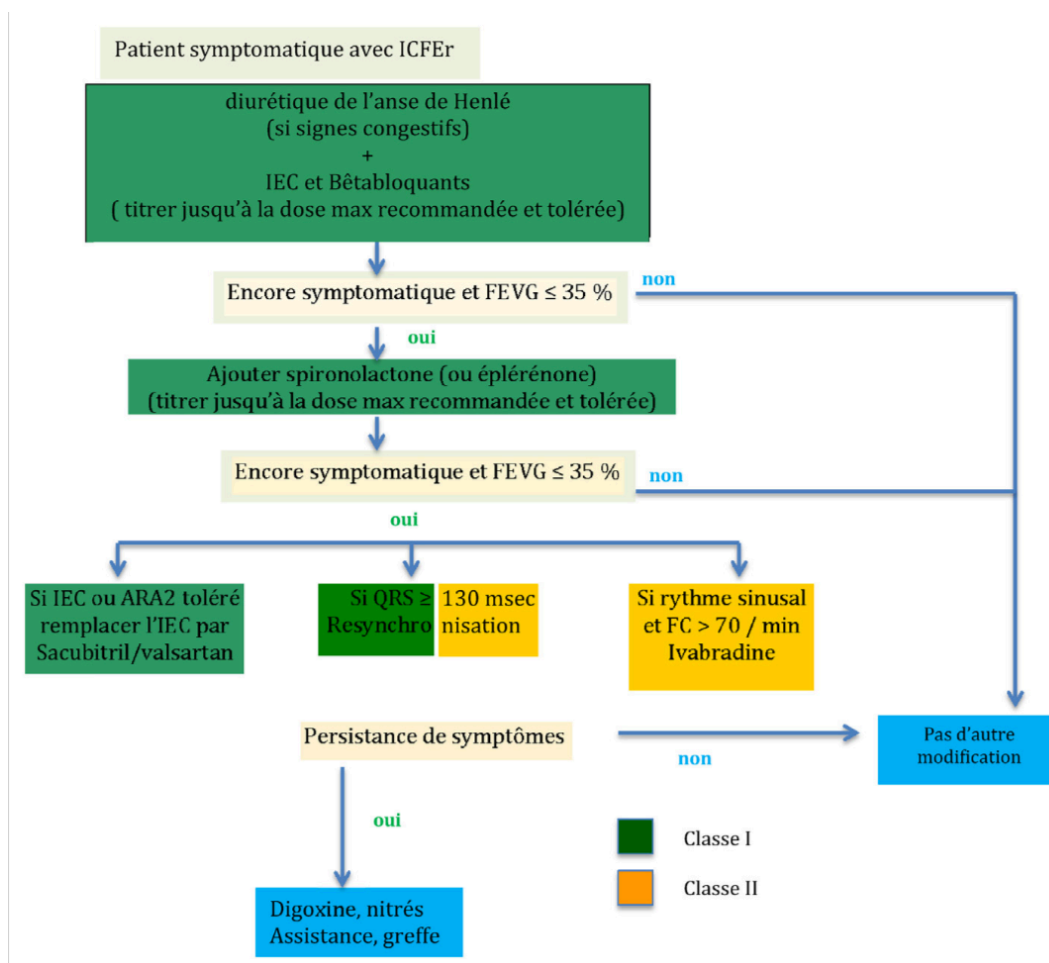 Patient symptomatique avec ICFEr
diurétique de l’anse de Henlé
(si signes congestifs)
+
IEC et Bêtabloquants
( titrer jusqu’à la dose max recommandée et tolérée)
Encore symptomatique et FEVG ≤ 35 %
non
oui
Ajouter spironolactone (ou éplérénone)
(titrer jusqu’à la dose max recommandée et tolérée)
Encore symptomatique et FEVG ≤ 35 %
non
oui
Si IEC ou ARA2 toléré
remplacer l’IEC par
Sacubitril/valsartan
Si QRS ≥ 130 msec
Resynchronisation
Si rythme sinusal
et FC > 70 / min
Ivabradine
Persistance de symptômes
non
Pas d’autre
modification
oui
Classe I
Classe II
Digoxine, nitrés
Assistance, greffe